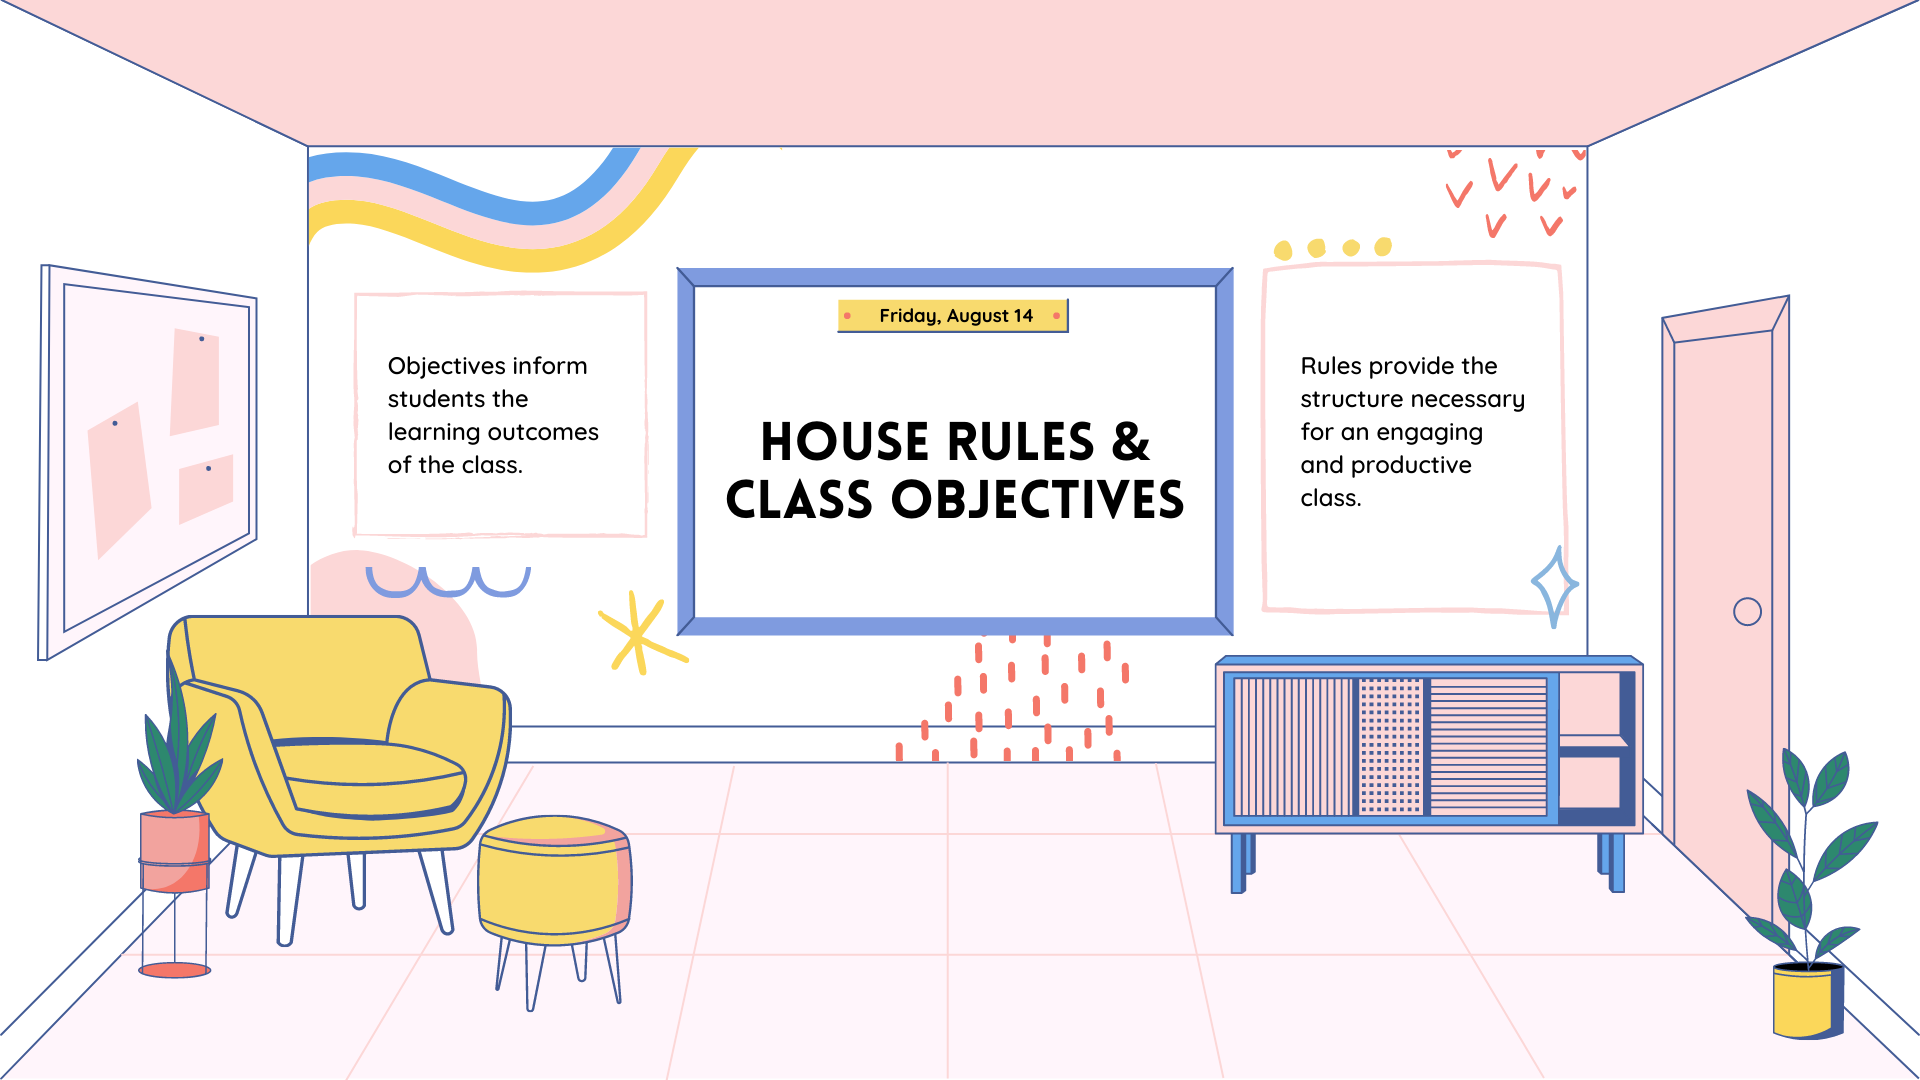 Friday, August 14
HOUSE RULES &
CLASS OBJECTIVES
Objectives inform
students the
learning outcomes
of the class.
Rules provide the
structure necessary
for an engaging
and productive
class.